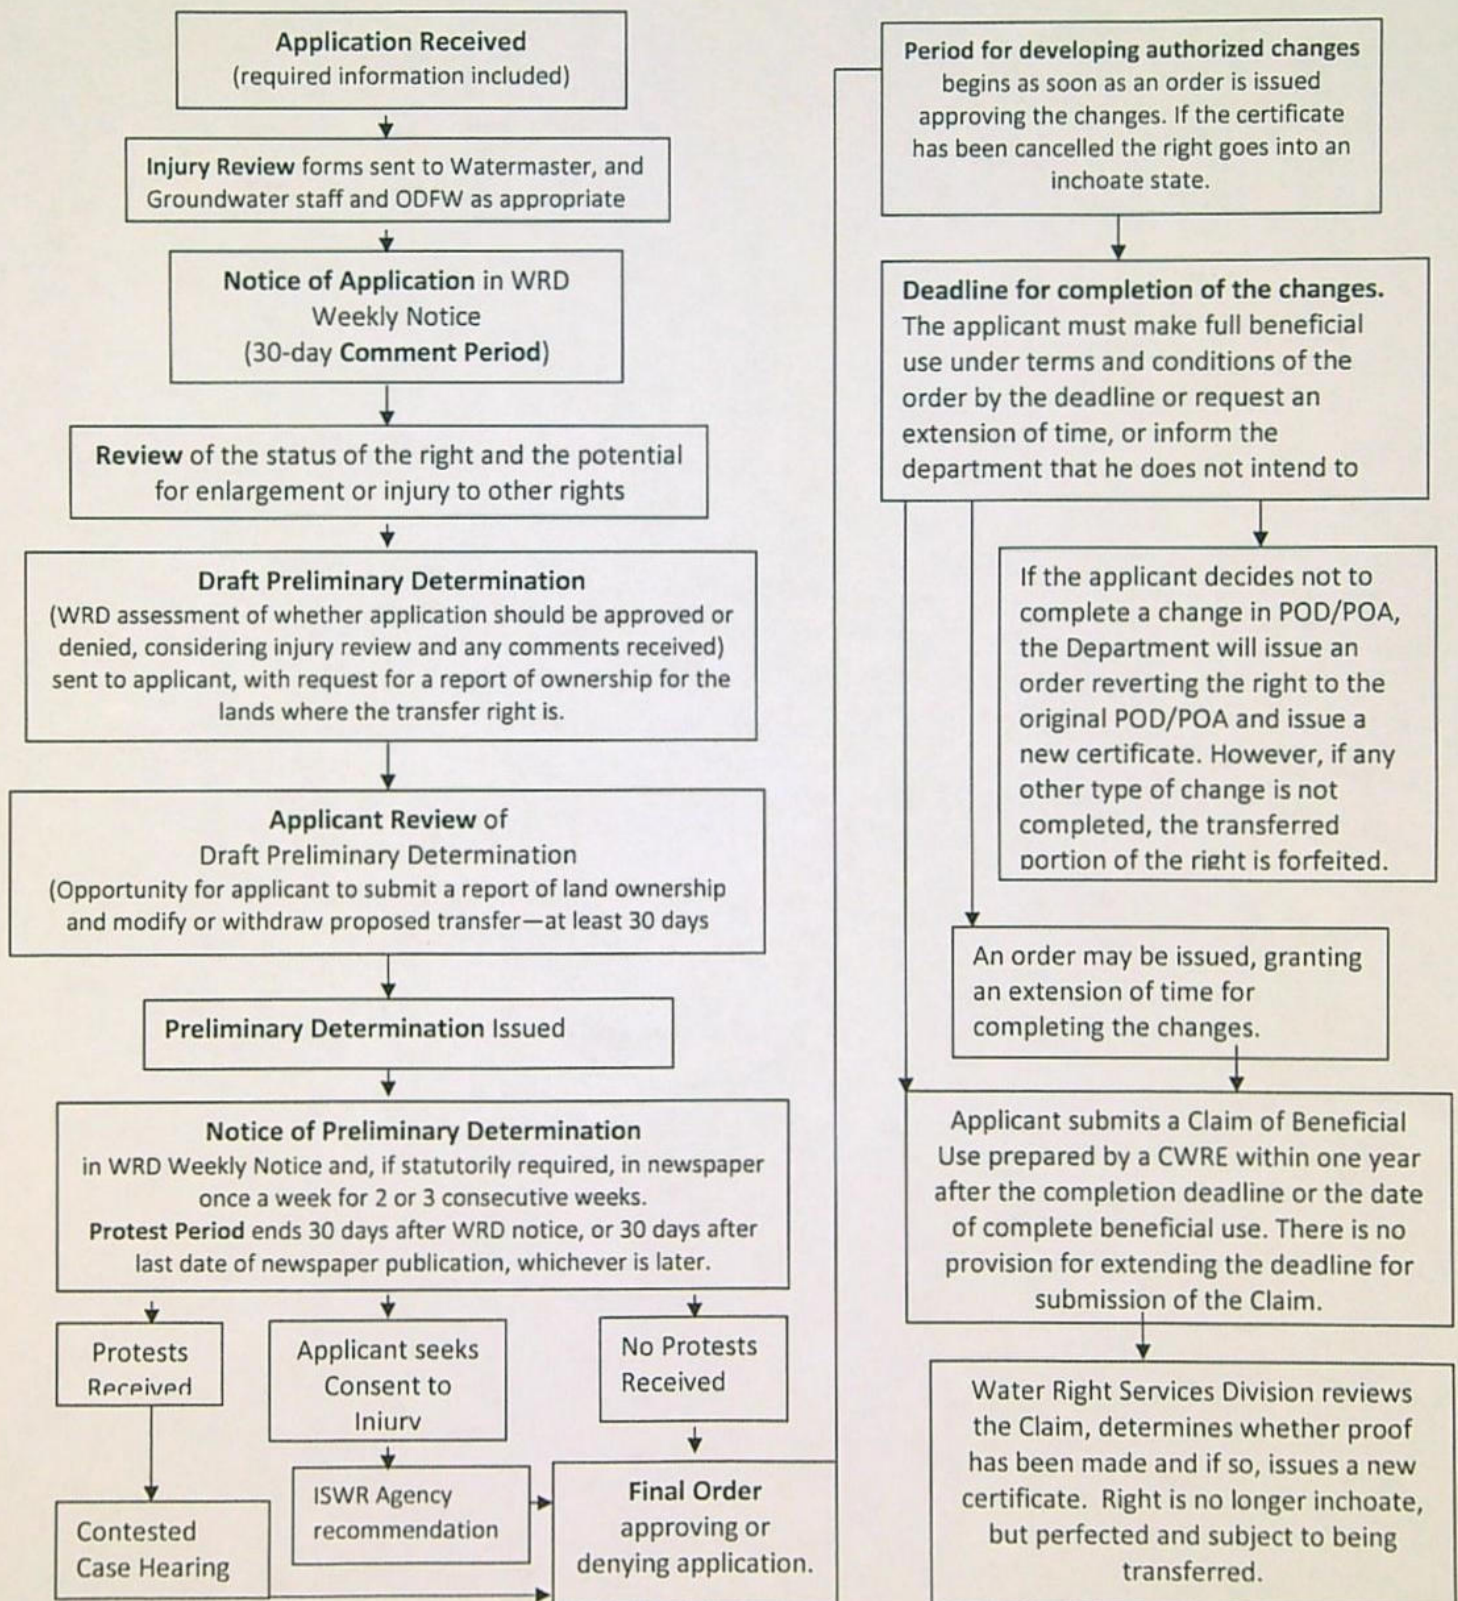 Application Received
(required information included)
Injury Review forms sent to Watermaster, and
Groundwater staff and ODFW as appropriate
Notice of Application in WRD
Weekly Notice
(30-day Comment Period)
Review of the status of the right and the potential
for enlargement or injury to other rights
Draft Preliminary Determination
(WRD assessment of whether application should be approved or
denied, considering injury review and any comments received)
sent to applicant, with request for a report of ownership for the
lands where the transfer right is.
Applicant Review of
Draft Preliminary Determination
(Opportunity for applicant to submit a report of land ownership
and modify or withdraw proposed transfer—at least 30 days
Preliminary Determination Issued
Notice of Preliminary Determination
in WRD Weekly Notice and, if statutorily required, in newspaper
once a week for 2 or 3 consecutive weeks.
Protest Period ends 30 days after WRD notice, or 30 days after
last date of newspaper publication, whichever is later.
Protests
Received
Applicant seeks
Consent to
Injury
No Protests
Received
Contested
Case Hearing
ISWR Agency
recommendation
Final Order
approving or
denying application.
Period for developing authorized changes
begins as soon as an order is issued
approving the changes. If the certificate
has been cancelled the right goes into an
inchoate state.
Deadline for completion of the changes.
The applicant must make full beneficial
use under terms and conditions of the
order by the deadline or request an
extension of time, or inform the
department that he does not intend to
If the applicant decides not to
complete a change in POD/POA,
the Department will issue an
order reverting the right to the
original POD/POA and issue a
new certificate. However, if any
other type of change is not
completed, the transferred
portion of the right is forfeited.
An order may be issued, granting
an extension of time for
completing the changes.
Applicant submits a Claim of Beneficial
Use prepared by a CWRE within one year
after the completion deadline or the date
of complete beneficial use. There is no
provision for extending the deadline for
submission of the Claim.
Water Right Services Division reviews
the Claim, determines whether proof
has been made and if so, issues a new
certificate. Right is no longer inchoate,
but perfected and subject to being
transferred.